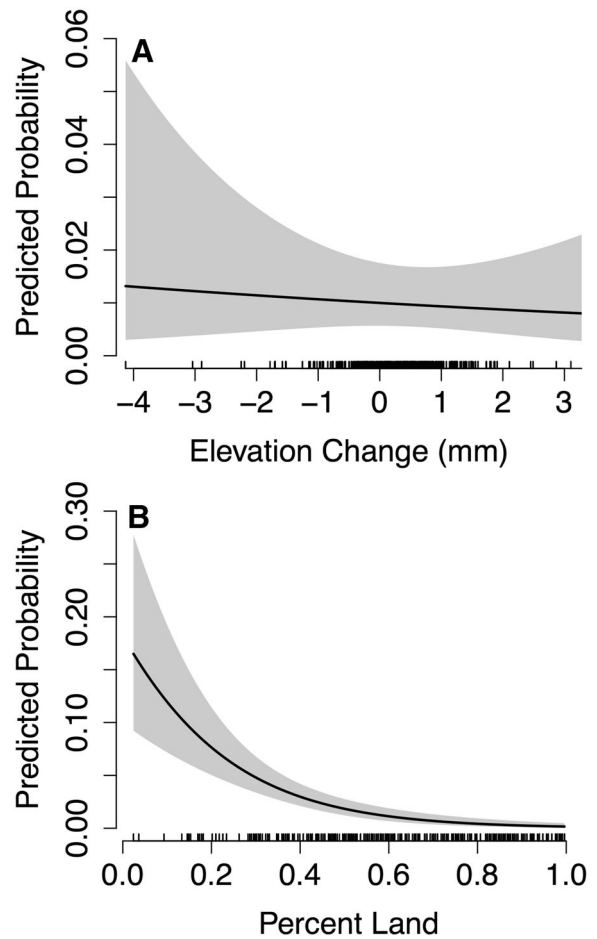 A
Predicted Probability
0.06
0.04
0.02
0.00
−4 −3 −2 −1 0 1 2 3
Elevation Change (mm)
B
Predicted Probability
0.30
0.20
0.10
0.00
0.0 0.2 0.4 0.6 0.8 1.0
Percent Land